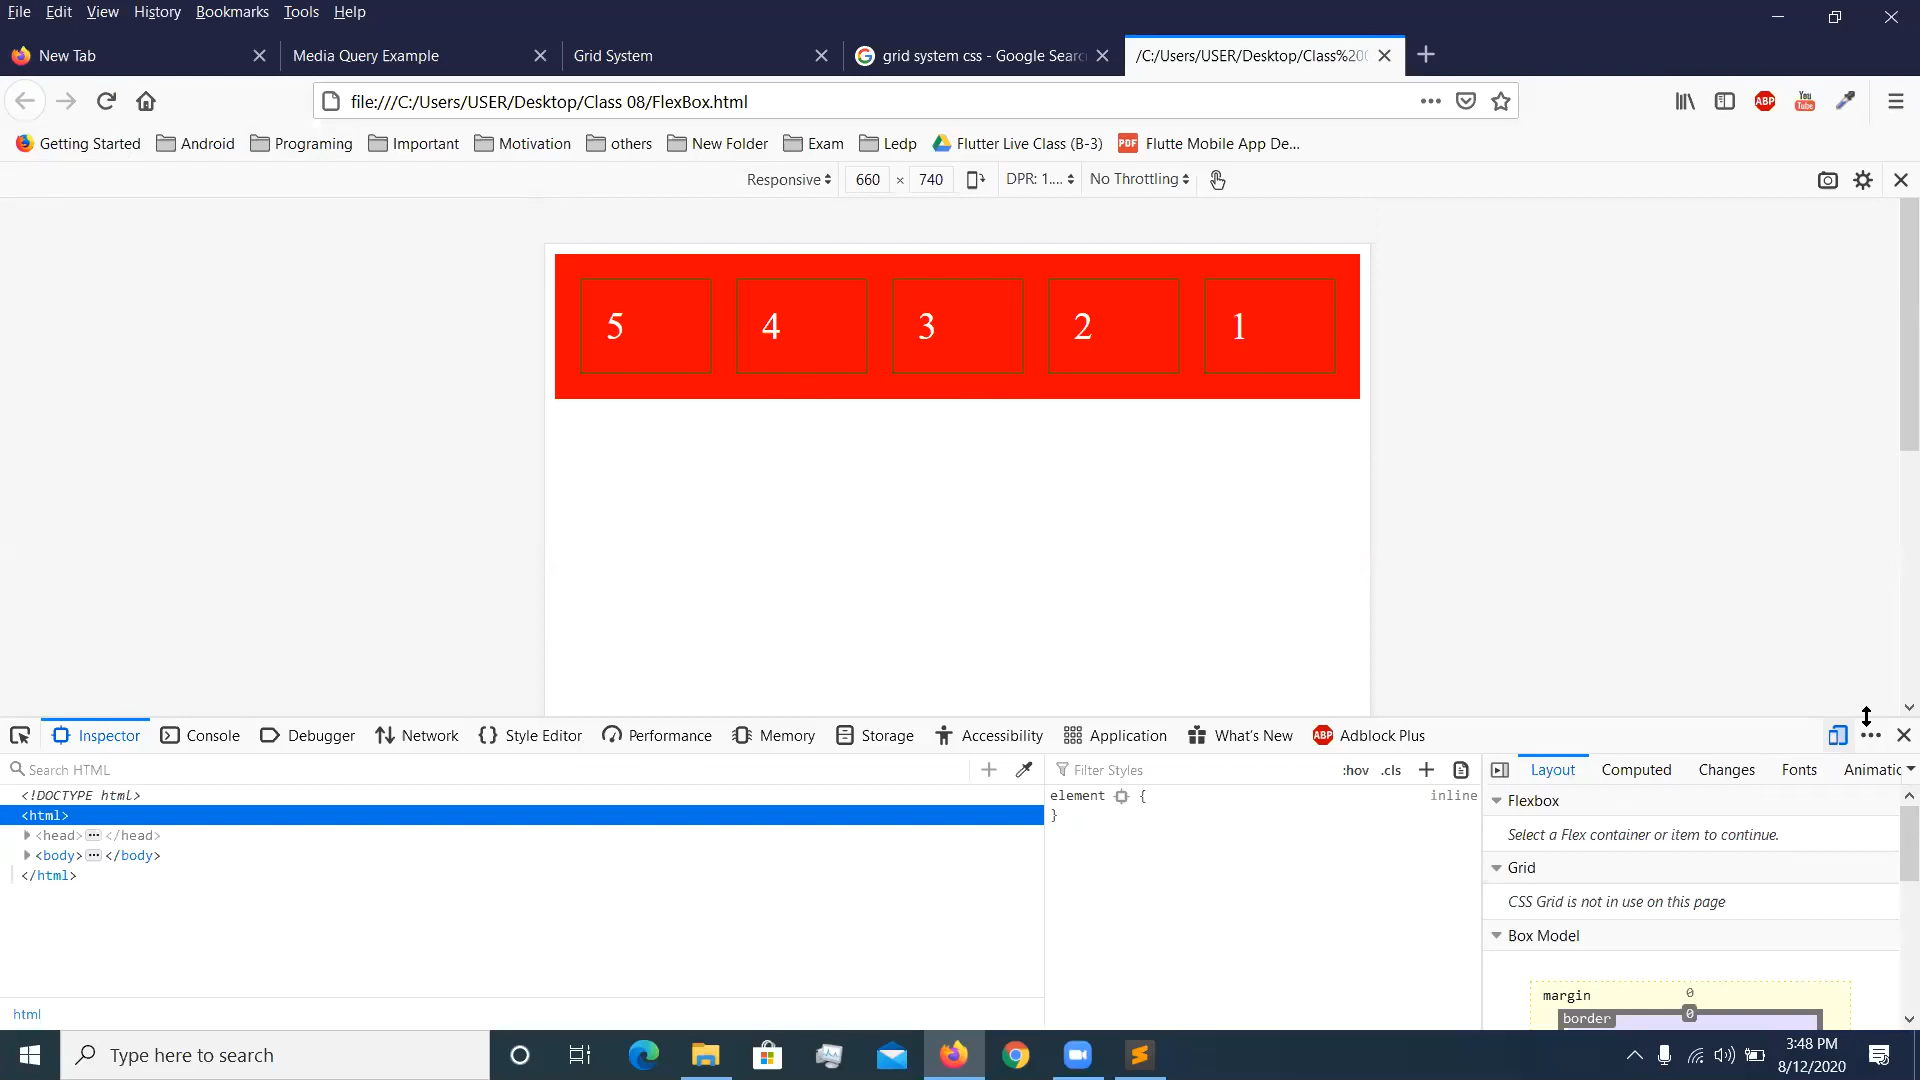 File Edit View History Bookmarks Tools Help
New Tab Media Query Example Grid System grid system css - Google Searc /C:/Users/USER/Desktop/Class%20
file:///C:/Users/USER/Desktop/Class 08/FlexBox.html ABP You Tube
Getting Started Android Programing Important Motivation others New Folder Exam Ledp Flutter Live Class (B-3) PDF Flutte Mobile App De...
Responsive 660 × 740 DPR: 1.... No Throttling
5 4 3 2 1
Inspector Console Debugger Network Style Editor Performance Memory Storage Accessibility Application What's New ABP Adblock Plus
Search HTML Filter Styles :hov .cls Layout Computed Changes Fonts Animatic
<!DOCTYPE html> element { inline
<html> }
<head> </head>
<body> </body>
</html>
Flexbox
Select a Flex container or item to continue.
Grid
CSS Grid is not in use on this page
Box Model
margin 0
border 0
html
Type here to search
3:48 PM
8/12/2020